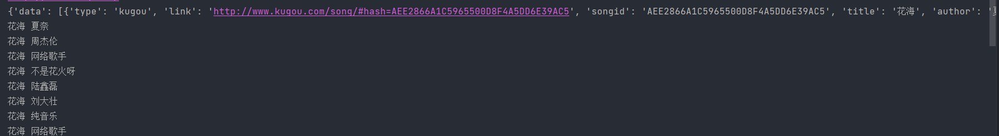 {'data': [{'type': 'kugou', 'link': 'http://www.kugou.com/song/#hash=AEE2866A1C5965500D8F4A5DD6E39AC5', 'songid': 'AEE2866A1C5965500D8F4A5DD6E39AC5', 'title': '花海', 'author': '
花海 夏奈
花海 周杰伦
花海 网络歌手
花海 不是花火呀
花海 陆鑫磊
花海 刘大壮
花海 纯音乐
花海 网络歌手